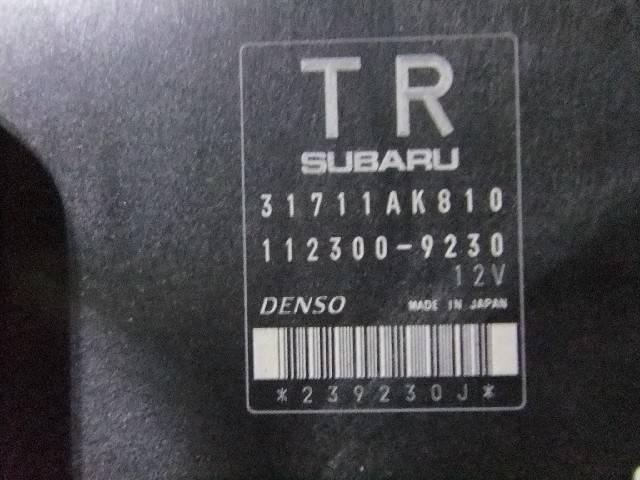 TR
SUBARU
31711AK810
112300-9230
12V
DENSO MADE IN JAPAN
*239230J*